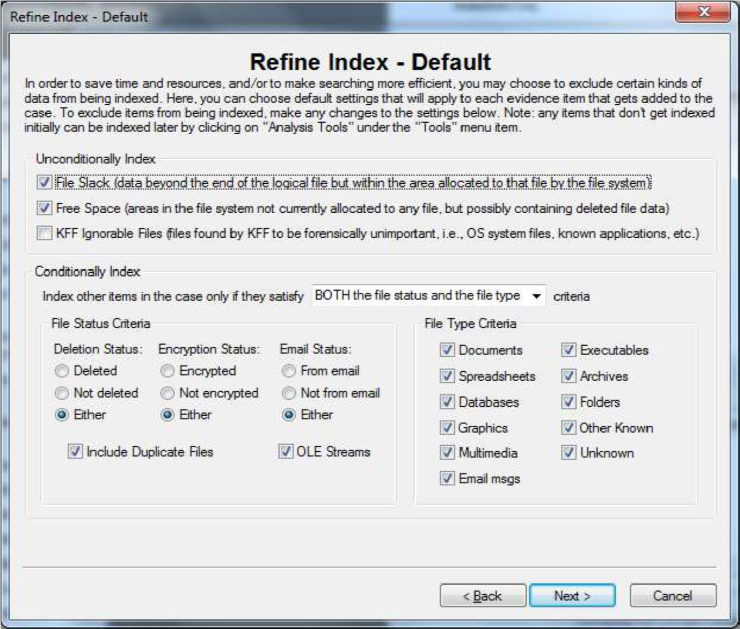 Refine Index - Default
Refine Index - Default
In order to save time and resources, and/or to make searching more efficient, you may choose to exclude certain kinds of
data from being indexed. Here, you can choose default settings that will apply to each evidence item that gets added to the
case. To exclude items from being indexed, make any changes to the settings below. Note: any items that don't get indexed
initially can be indexed later by clicking on "Analysis Tools" under the "Tools" menu item.
Unconditionally Index
File Slack (data beyond the end of the logical file but within the area allocated to that file by the file system)
Free Space (areas in the file system not currently allocated to any file, but possibly containing deleted file data)
KFF Ignorable Files (files found by KFF to be forensically unimportant, i.e., OS system files, known applications, etc.)
Conditionally Index
Index other items in the case only if they satisfy BOTH the file status and the file type criteria
File Status Criteria
Deletion Status: Encryption Status: Email Status:
Deleted Encrypted From email
Not deleted Not encrypted Not from email
Either Either Either
Include Duplicate Files OLE Streams
File Type Criteria
Documents Executables
Spreadsheets Archives
Databases Folders
Graphics Other Known
Multimedia Unknown
Email msgs
< Back Next > Cancel